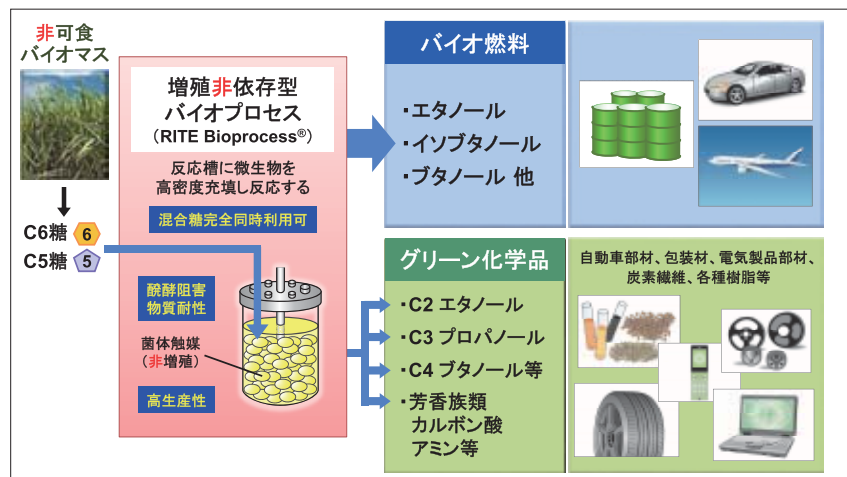 非可食
バイオマス
C6糖 6
C5糖 5
増殖非依存型
バイオプロセス
（RITE Bioprocess®）
反応槽に微生物を
高密度充填し反応する
混合糖完全同時利用可
醗酵阻害
物質耐性
菌体触媒
（非増殖）
高生産性
バイオ燃料
・エタノール
・イソブタノール
・ブタノール 他
グリーン化学品
・C2 エタノール
・C3 プロパノール
・C4 ブタノール等
・芳香族類
カルボン酸
アミン等
自動車部材、包装材、電気製品部材、
炭素繊維、各種樹脂等